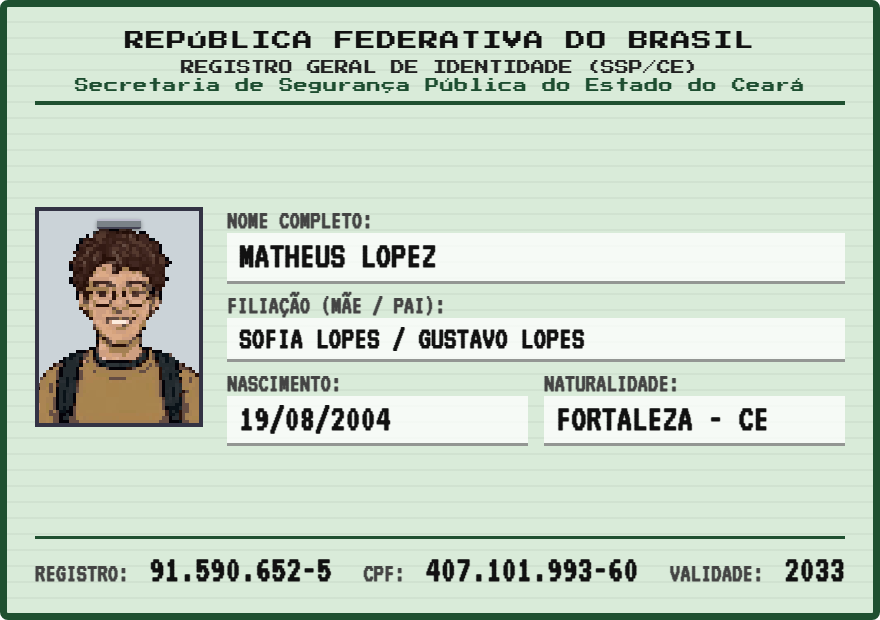 REPúBLICA FEDERATIVA DO BRASIL
REGISTRO GERAL DE IDENTIDADE (SSP/CE)
Secretaria de Segurança Pública do Estado do Ceará
NOME COMPLETO:
MATHEUS LOPEZ
FILIAÇÃO (MÃE / PAI):
SOFIA LOPES / GUSTAVO LOPES
NASCIMENTO: NATURALIDADE:
19/08/2004 FORTALEZA - CE
REGISTRO: 91.590.652-5 CPF: 407.101.993-60 VALIDADE: 2033